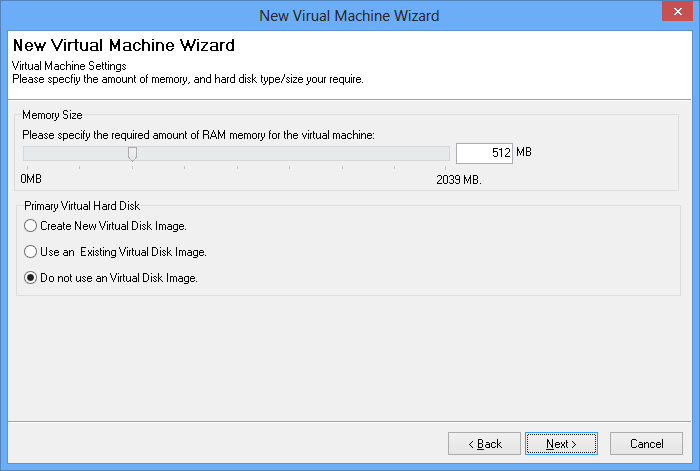 New Virual Machine Wizard
New Virtual Machine Wizard
Virtual Machine Settings
Please specfiy the amount of memory, and hard disk type/size your require.
Memory Size
Please specify the required amount of RAM memory for the virtual machine:
512 MB
0MB 2039 MB.
Primary Virtual Hard Disk
Create New Virtual Disk Image.
Use an  Existing Virtual Disk Image.
Do not use an Virtual Disk Image.
< Back Next > Cancel